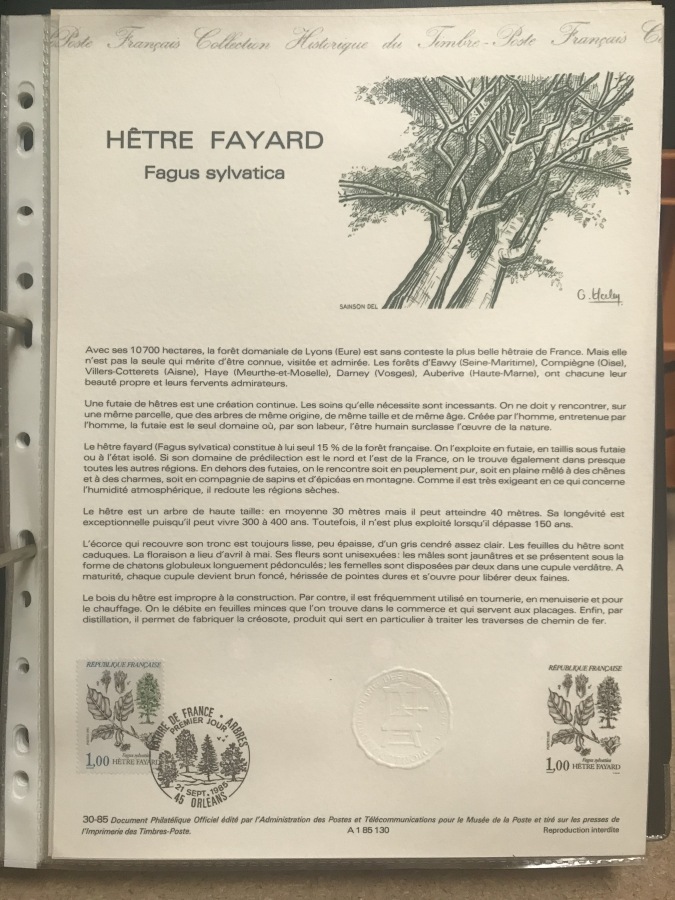 Poste Français Collection Historique du Timbre-Poste Français
HÊTRE FAYARD
Fagus sylvatica
SAINSON DEL
Avec ses 10700 hectares, la forêt domaniale de Lyons (Eure) est sans conteste la plus belle hêtraie de France. Mais elle
n'est pas la seule qui mérite d'être connue, visitée et admirée. Les forêts d'Eawy (Seine-Maritime), Compiègne (Oise),
Villers-Cotterets (Aisne), Haye (Meurthe-et-Moselle), Darney (Vosges), Auberive (Haute-Marne), ont chacune leur
beauté propre et leurs fervents admirateurs.
Une futaie de hêtres est une création continue. Les soins qu'elle nécessite sont incessants. On ne doit y rencontrer, sur
une même parcelle, que des arbres de même origine, de même taille et de même âge. Créée par l'homme, entretenue par
l'homme, la futaie est le seul domaine où, par son labeur, l'être humain surclasse l'œuvre de la nature.
Le hêtre fayard (Fagus sylvatica) constitue à lui seul 15 % de la forêt française. On l'exploite en futaie, en taillis sous futaie
ou à l'état isolé. Si son domaine de prédilection est le nord et l'est de la France, on le trouve également dans presque
toutes les autres régions. En dehors des futaies, on le rencontre soit en peuplement pur, soit en plaine mêlé à des chênes
et à des charmes, soit en compagnie de sapins et d'épicéas en montagne. Comme il est très exigeant en ce qui concerne
l'humidité atmosphérique, il redoute les régions sèches.
Le hêtre est un arbre de haute taille: en moyenne 30 mètres mais il peut atteindre 40 mètres. Sa longévité est
exceptionnelle puisqu'il peut vivre 300 à 400 ans. Toutefois, il n'est plus exploité lorsqu'il dépasse 150 ans.
L'écorce qui recouvre son tronc est toujours lisse, peu épaisse, d'un gris cendré assez clair. Les feuilles du hêtre sont
caduques. La floraison a lieu d'avril à mai. Ses fleurs sont unisexuées: les mâles sont jaunâtres et se présentent sous la
forme de chatons globuleux longuement pédonculés; les femelles sont disposées par deux dans une cupule verdâtre. A
maturité, chaque cupule devient brun foncé, hérissée de pointes dures et s'ouvre pour libérer deux faines.
Le bois du hêtre est impropre à la construction. Par contre, il est fréquemment utilisé en tournerie, en menuiserie et pour
le chauffage. On le débite en feuilles minces que l'on trouve dans le commerce et qui servent aux placages. Enfin, par
distillation, il permet de fabriquer la créosote, produit qui sert en particulier à traiter les traverses de chemin de fer.
RÉPUBLIQUE FRANÇAISE
Fagus sylvatica
1,00 HÊTRE FAYARD
DE FRANCE · ARBRES
PREMIER JOUR
21 SEPT. 1985
45 ORLEANS
RÉPUBLIQUE FRANÇAISE
Fagus sylvatica
1,00 HÊTRE FAYARD
30-85 Document Philatélique Officiel édité par l'Administration des Postes et Télécommunications pour le Musée de la Poste et tiré sur les presses de
l'Imprimerie des Timbres-Poste.
A 1 85 130
Reproduction interdite